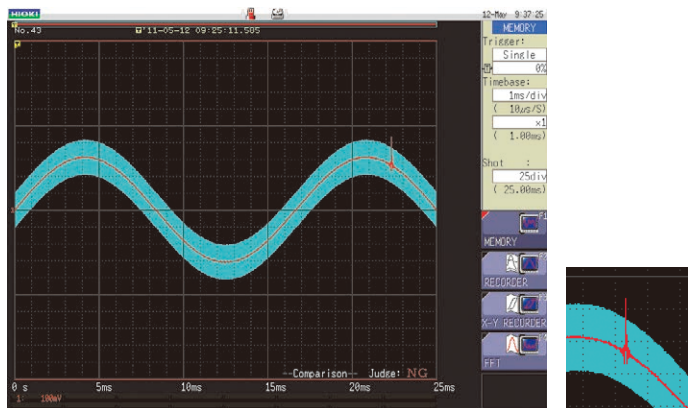 HIOKI
12-May 9:37:25
No.43
'11-05-12 09:25:11.505
MEMORY
Trigger:
Single
0%
Timebase:
1ms/div
( 10µs/S)
×1
( 1.00ms)
Shot :
25div
( 25.00ms)
F1
MEMORY
RECORDER
X-Y RECORDER
FFT
--Comparison-- Judge: NG
0 s 5ms 10ms 15ms 20ms 25ms
1: 100mV